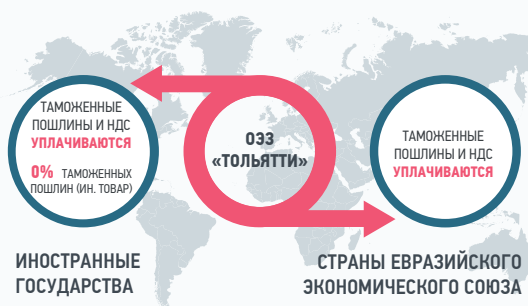 ТАМОЖЕННЫЕ
ПОШЛИНЫ И НДС
УПЛАЧИВАЮТСЯ
0% ТАМОЖЕННЫХ
ПОШЛИН (ИН. ТОВАР)
ОЭЗ
«ТОЛЬЯТТИ»
ТАМОЖЕННЫЕ
ПОШЛИНЫ И НДС
УПЛАЧИВАЮТСЯ
ИНОСТРАННЫЕ
ГОСУДАРСТВА
СТРАНЫ ЕВРАЗИЙСКОГО
ЭКОНОМИЧЕСКОГО СОЮЗА